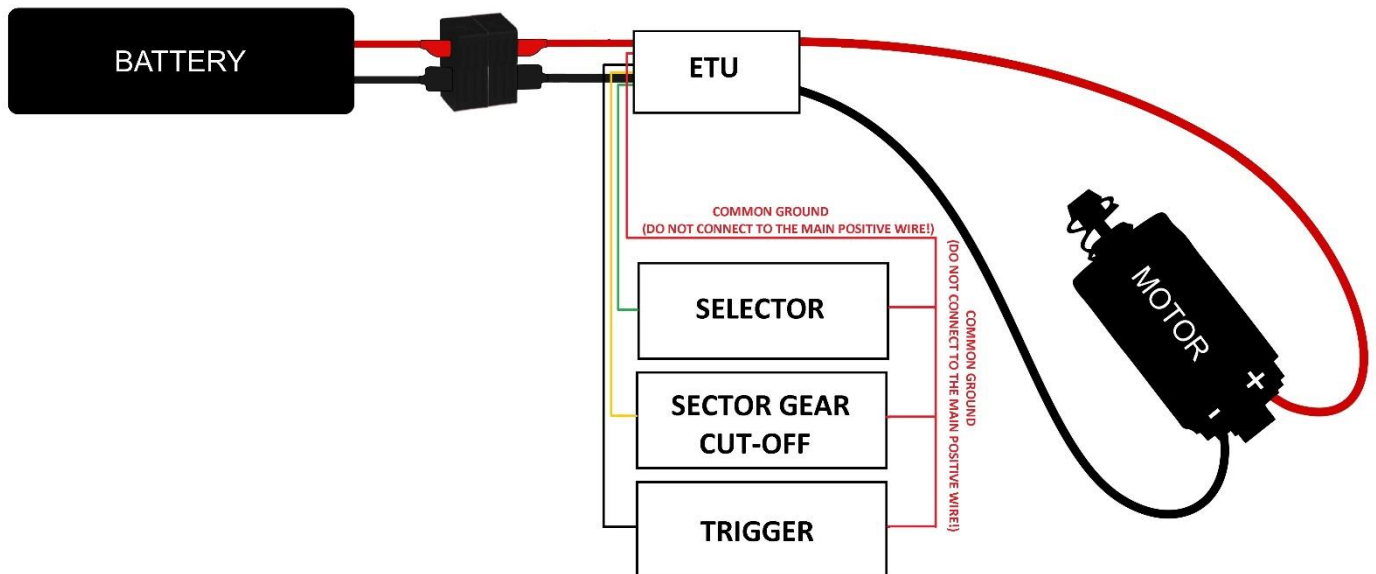 BATTERY
ETU
COMMON GROUND
(DO NOT CONNECT TO THE MAIN POSITIVE WIRE!)
SELECTOR
SECTOR GEAR
CUT-OFF
TRIGGER
COMMON GROUND
(DO NOT CONNECT TO THE MAIN POSITIVE WIRE!)
MOTOR
+
-